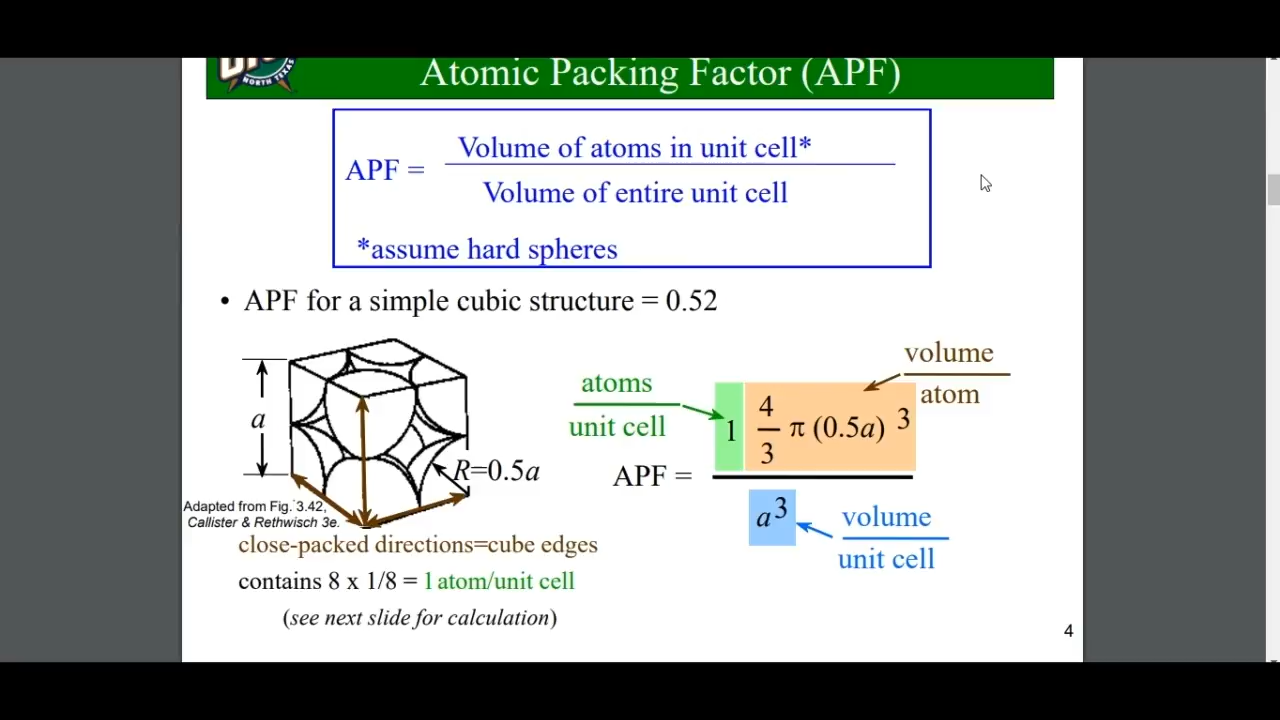 NORTH TEXAS
Atomic Packing Factor (APF)
APF =
Volume of atoms in unit cell*
Volume of entire unit cell
*assume hard spheres
• APF for a simple cubic structure = 0.52
a
R=0.5a
Adapted from Fig. 3.42,
Callister & Rethwisch 3e.
close-packed directions=cube edges
contains 8 x 1/8 = 1 atom/unit cell
(see next slide for calculation)
atoms
unit cell
volume
atom
APF =
1 4/3 π (0.5a) 3
a3
volume
unit cell
4